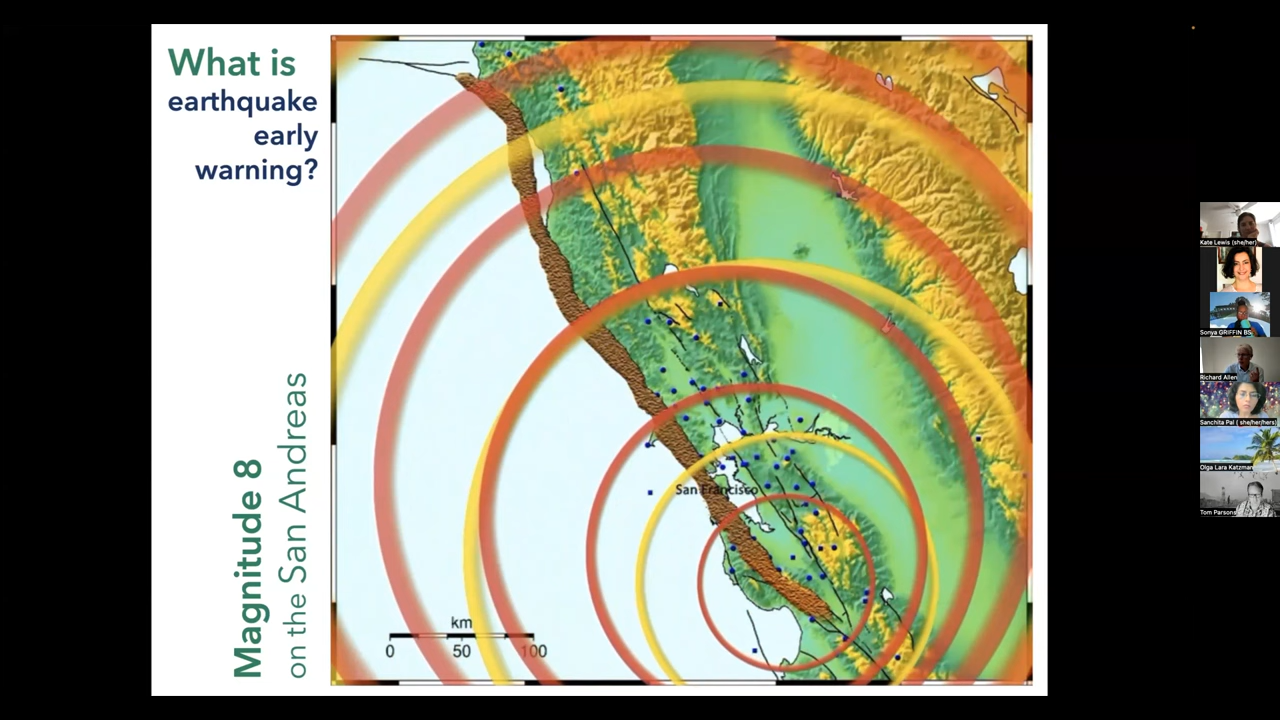 What is
earthquake
early
warning?
Magnitude 8
on the San Andreas
San Francisco
km
0 50 100
Kate Lewis (she/her)
Sonya GRIFFIN BS
Richard Allen
Sanchita Pal ( she/her/hers)
Olga Lara Katzman
Tom Parsons